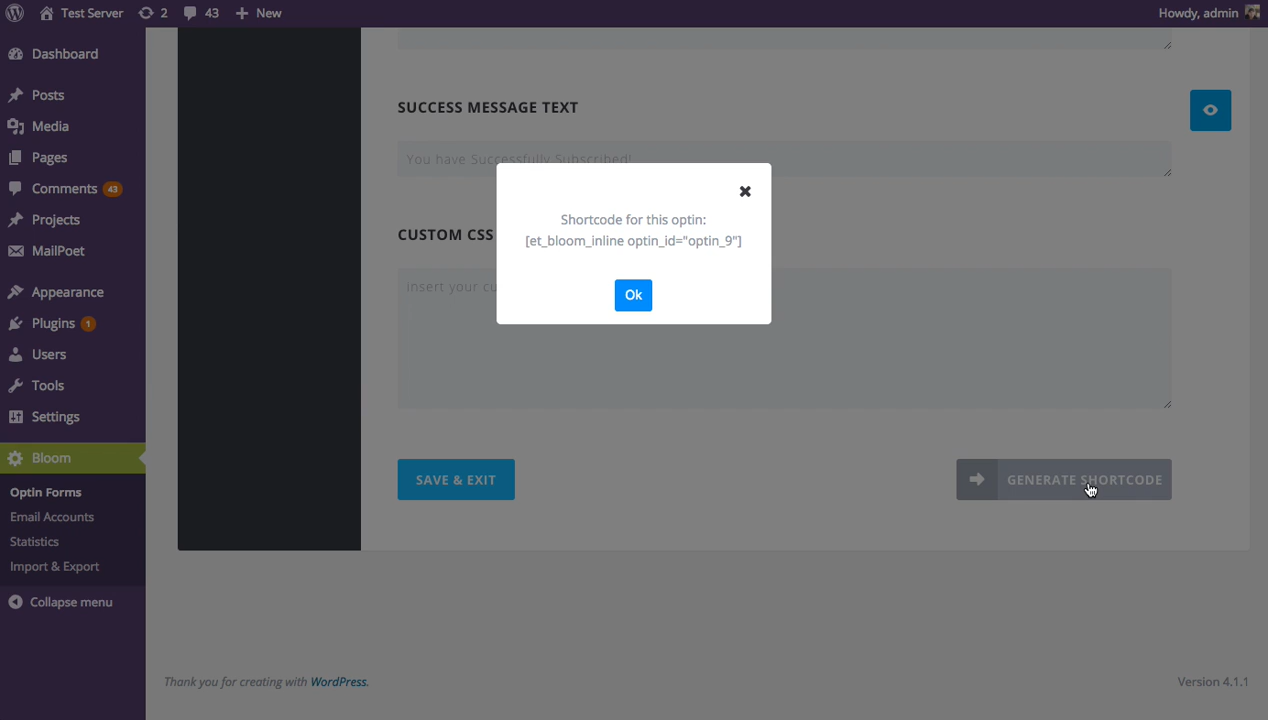 Test Server 2 43 New Howdy, admin
Dashboard
Posts
Media
Pages
Comments 43
Projects
MailPoet
Appearance
Plugins 1
Users
Tools
Settings
Bloom
Optin Forms
Email Accounts
Statistics
Import & Export
Collapse menu
SUCCESS MESSAGE TEXT
You have Successfully Subscribed!
CUSTOM CSS
insert your cu
Shortcode for this optin:
[et_bloom_inline optin_id="optin_9"]
Ok
SAVE & EXIT
GENERATE SHORTCODE
Thank you for creating with WordPress.
Version 4.1.1